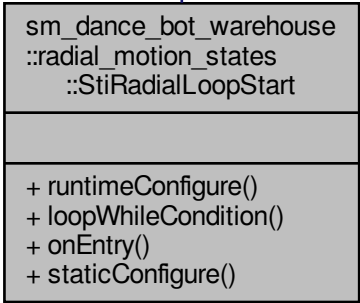 sm_dance_bot_warehouse
::radial_motion_states
::StiRadialLoopStart
+ runtimeConfigure()
+ loopWhileCondition()
+ onEntry()
+ staticConfigure()